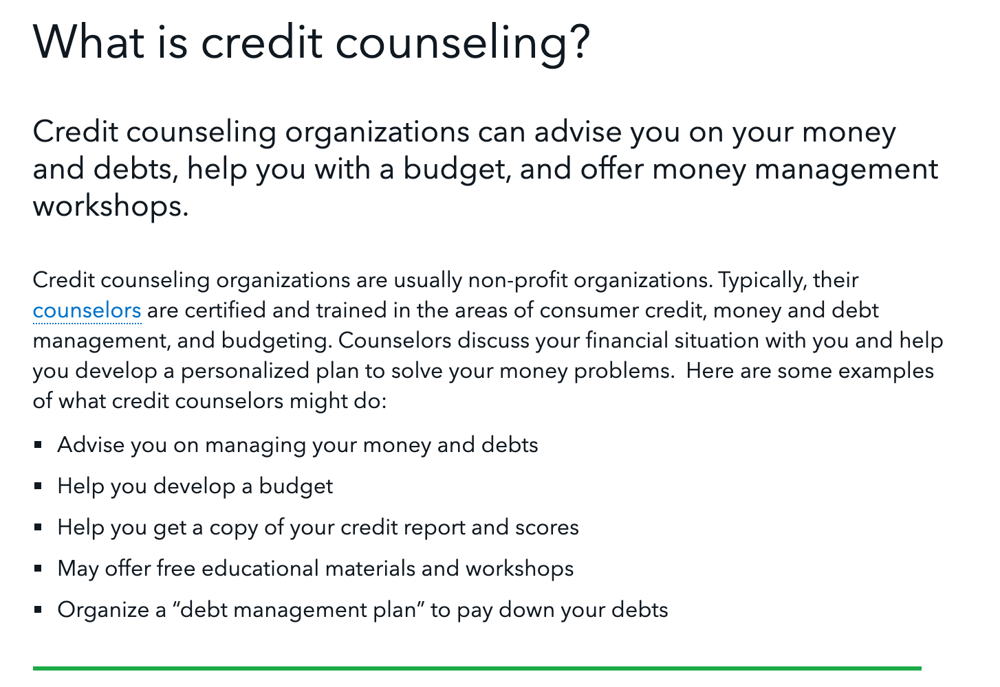 What is credit counseling?
Credit counseling organizations can advise you on your money
and debts, help you with a budget, and offer money management
workshops.
Credit counseling organizations are usually non-profit organizations. Typically, their
counselors are certified and trained in the areas of consumer credit, money and debt
management, and budgeting. Counselors discuss your financial situation with you and help
you develop a personalized plan to solve your money problems.  Here are some examples
of what credit counselors might do:
▪ Advise you on managing your money and debts
▪ Help you develop a budget
▪ Help you get a copy of your credit report and scores
▪ May offer free educational materials and workshops
▪ Organize a “debt management plan” to pay down your debts